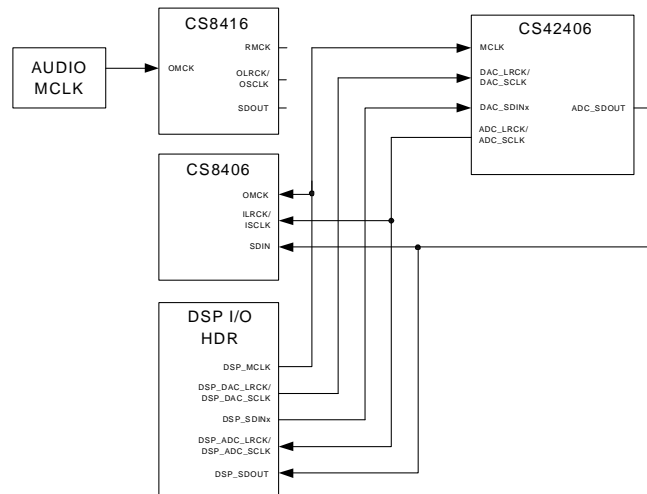 AUDIO
MCLK
CS8416
OMCK
RMCK
OLRCK/
OSCLK
SDOUT
CS42406
MCLK
DAC_LRCK/
DAC_SCLK
DAC_SDINx
ADC_LRCK/
ADC_SCLK
ADC_SDOUT
CS8406
OMCK
ILRCK/
ISCLK
SDIN
DSP I/O
HDR
DSP_MCLK
DSP_DAC_LRCK/
DSP_DAC_SCLK
DSP_SDINx
DSP_ADC_LRCK/
DSP_ADC_SCLK
DSP_SDOUT